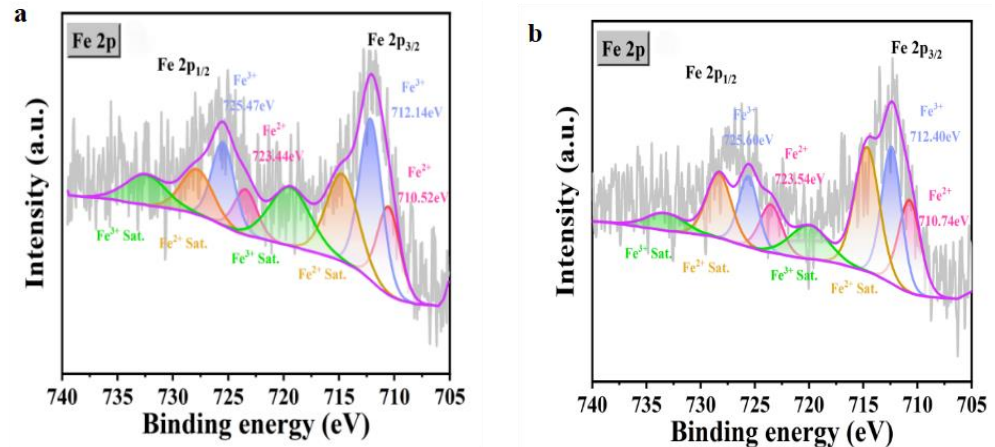 a
Fe 2p
Fe 2p1/2
Fe 2p3/2
Fe3+
725.47eV
Fe2+
723.44eV
Fe3+
712.14eV
Fe2+
710.52eV
Fe3+ Sat.
Fe2+ Sat.
Fe3+ Sat.
Fe2+ Sat.
Intensity (a.u.)
740 735 730 725 720 715 710 705
Binding energy (eV)
b
Fe 2p
Fe 2p1/2
Fe 2p3/2
Fe3+
725.60eV
Fe2+
723.54eV
Fe3+
712.40eV
Fe2+
710.74eV
Fe3+ Sat.
Fe2+ Sat.
Fe3+ Sat.
Fe2+ Sat.
Intensity (a.u.)
740 735 730 725 720 715 710 705
Binding energy (eV)